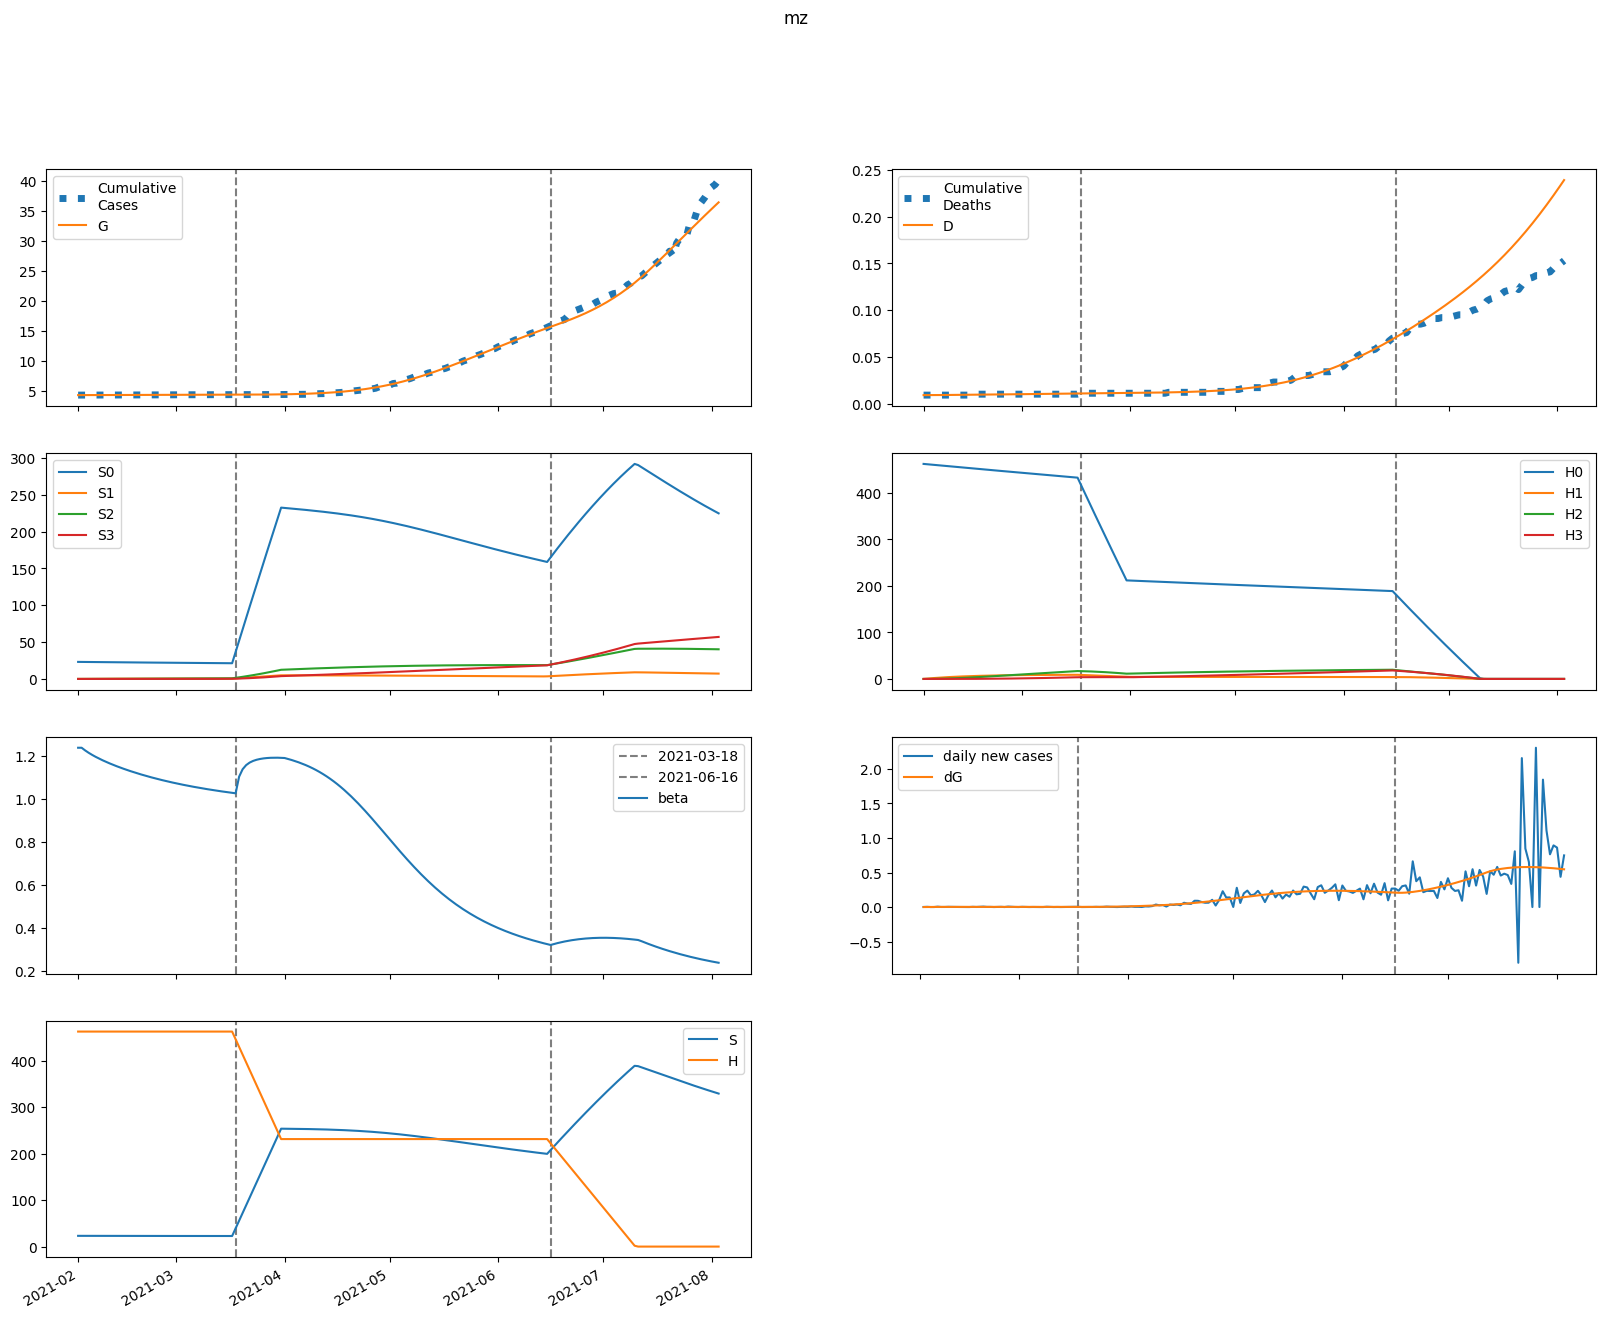 mz
40
35
30
25
20
15
10
5
Cumulative
Cases
G
0.25
0.20
0.15
0.10
0.05
0.00
Cumulative
Deaths
D
300
250
200
150
100
50
0
S0
S1
S2
S3
400
300
200
100
0
H0
H1
H2
H3
1.2
1.0
0.8
0.6
0.4
0.2
2021-03-18
2021-06-16
beta
2.0
1.5
1.0
0.5
0.0
−0.5
daily new cases
dG
400
300
200
100
0
S
H
2021-02
2021-03
2021-04
2021-05
2021-06
2021-07
2021-08